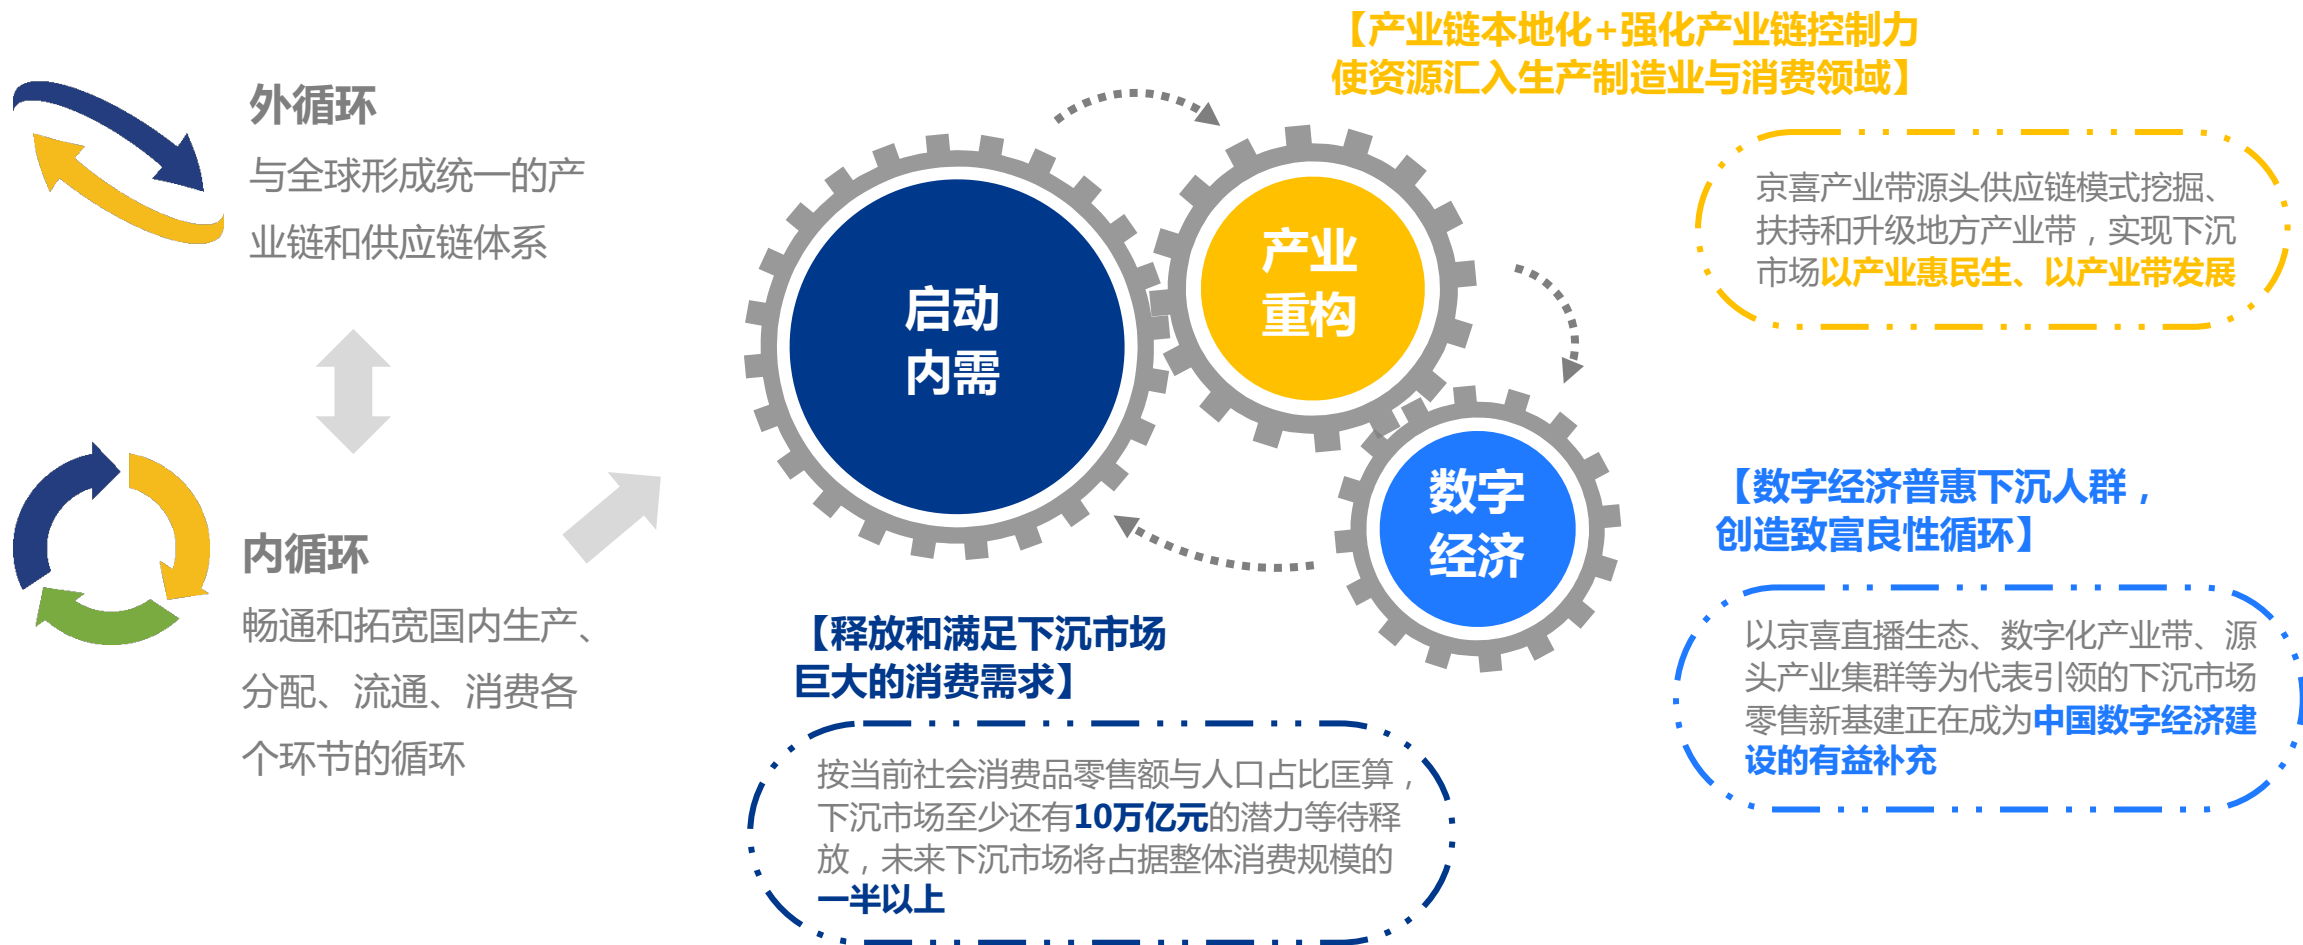 外循环
与全球形成统一的产
业链和供应链体系
内循环
畅通和拓宽国内生产、
分配、流通、消费各
个环节的循环
启动
内需
产业
重构
数字
经济
【产业链本地化+强化产业链控制力
使资源汇入生产制造业与消费领域】
京喜产业带源头供应链模式挖掘、
扶持和升级地方产业带，实现下沉
市场以产业惠民生、以产业带发展
【数字经济普惠下沉人群，
创造致富良性循环】
以京喜直播生态、数字化产业带、源
头产业集群等为代表引领的下沉市场
零售新基建正在成为中国数字经济建
设的有益补充
【释放和满足下沉市场
巨大的消费需求】
按当前社会消费品零售额与人口占比匡算，
下沉市场至少还有10万亿元的潜力等待释
放，未来下沉市场将占据整体消费规模的
一半以上